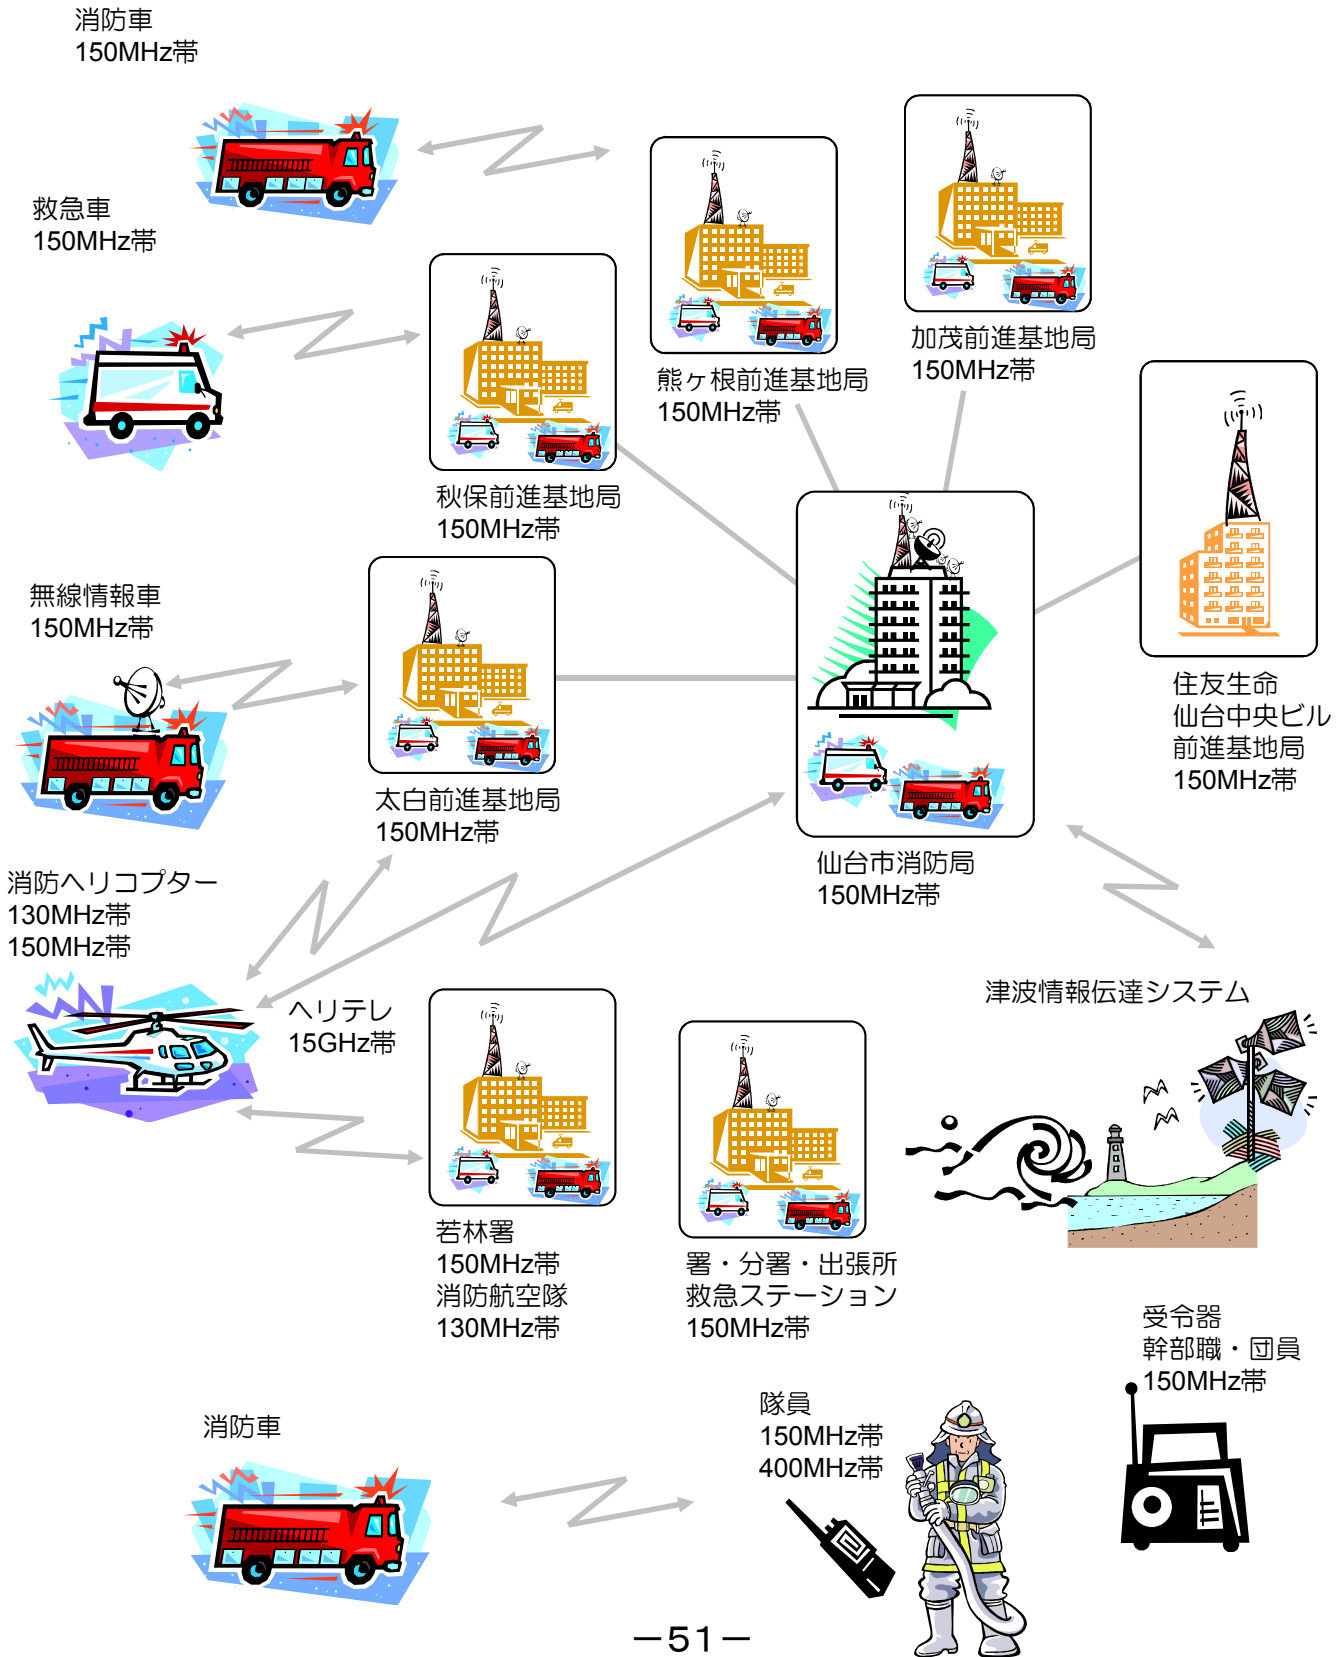 消防車
150MHz帯
救急車
150MHz帯
加茂前進基地局
150MHz帯
熊ヶ根前進基地局
150MHz帯
秋保前進基地局
150MHz帯
無線情報車
150MHz帯
住友生命
仙台中央ビル
前進基地局
150MHz帯
太白前進基地局
150MHz帯
仙台市消防局
150MHz帯
消防ヘリコプター
130MHz帯
150MHz帯
ヘリテレ
15GHz帯
津波情報伝達システム
若林署
150MHz帯
消防航空隊
130MHz帯
署・分署・出張所
救急ステーション
150MHz帯
受令器
幹部職・団員
150MHz帯
消防車
隊員
150MHz帯
400MHz帯
－51－